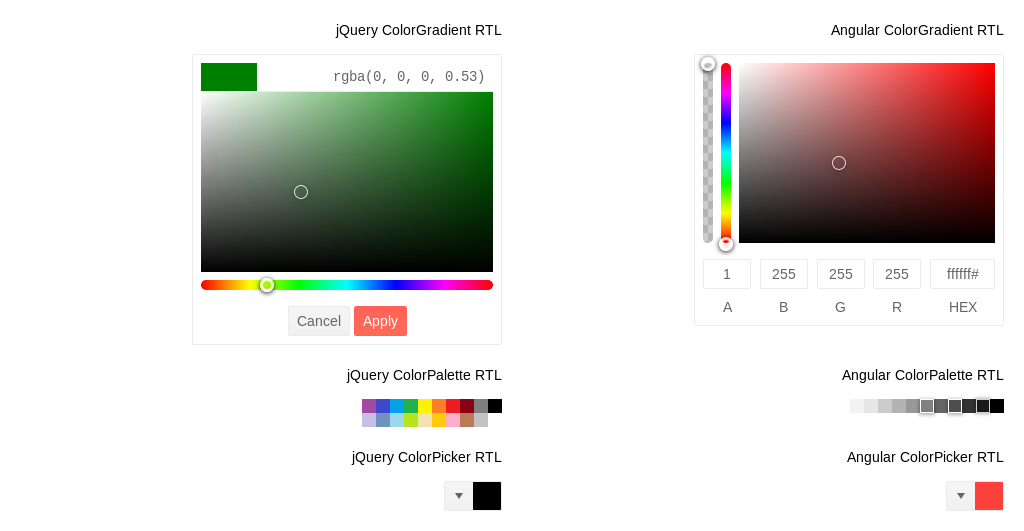 jQuery ColorGradient RTL
Angular ColorGradient RTL
rgba(0, 0, 0, 0.53)
Cancel Apply
1 255 255 255 ffffff#
A B G R HEX
jQuery ColorPalette RTL
Angular ColorPalette RTL
jQuery ColorPicker RTL
Angular ColorPicker RTL